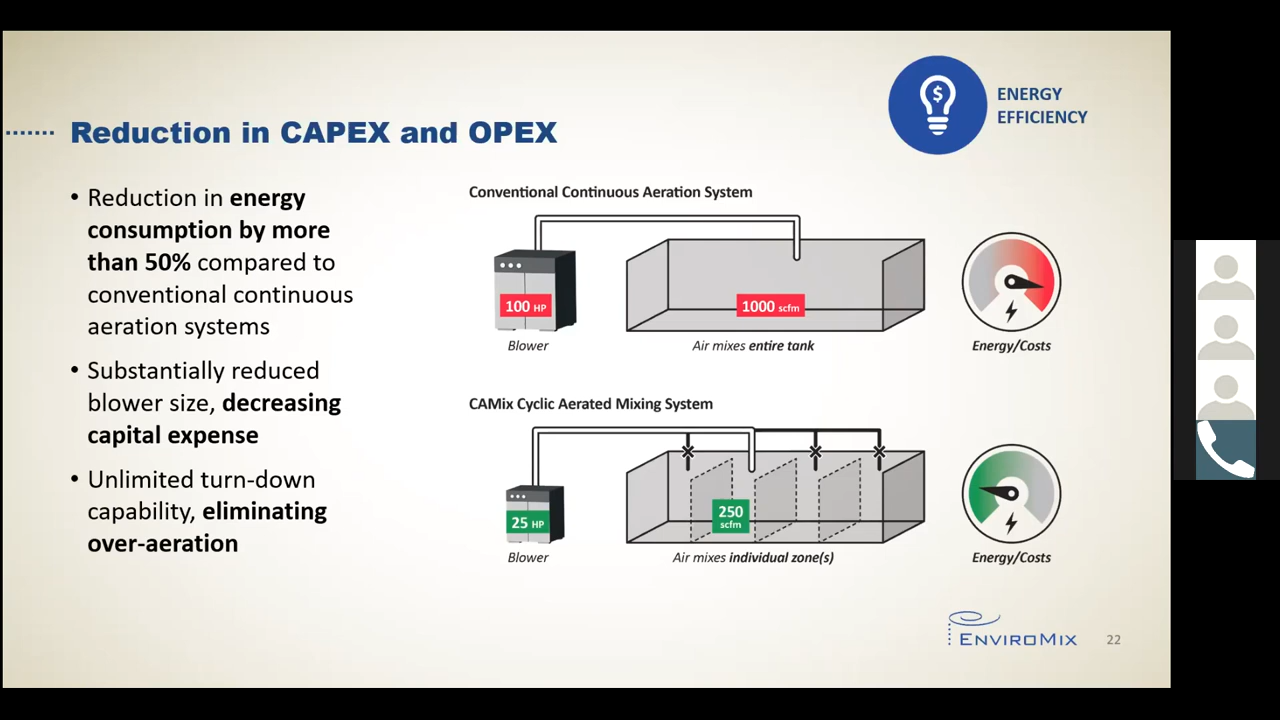 ENERGY
EFFICIENCY
Reduction in CAPEX and OPEX
• Reduction in energy
consumption by more
than 50% compared to
conventional continuous
aeration systems
• Substantially reduced
blower size, decreasing
capital expense
• Unlimited turn-down
capability, eliminating
over-aeration
Conventional Continuous Aeration System
100 HP
1000 scfm
Blower
Air mixes entire tank
Energy/Costs
CAMix Cyclic Aerated Mixing System
25 HP
250
scfm
Blower
Air mixes individual zone(s)
Energy/Costs
ENVIROMIX
22